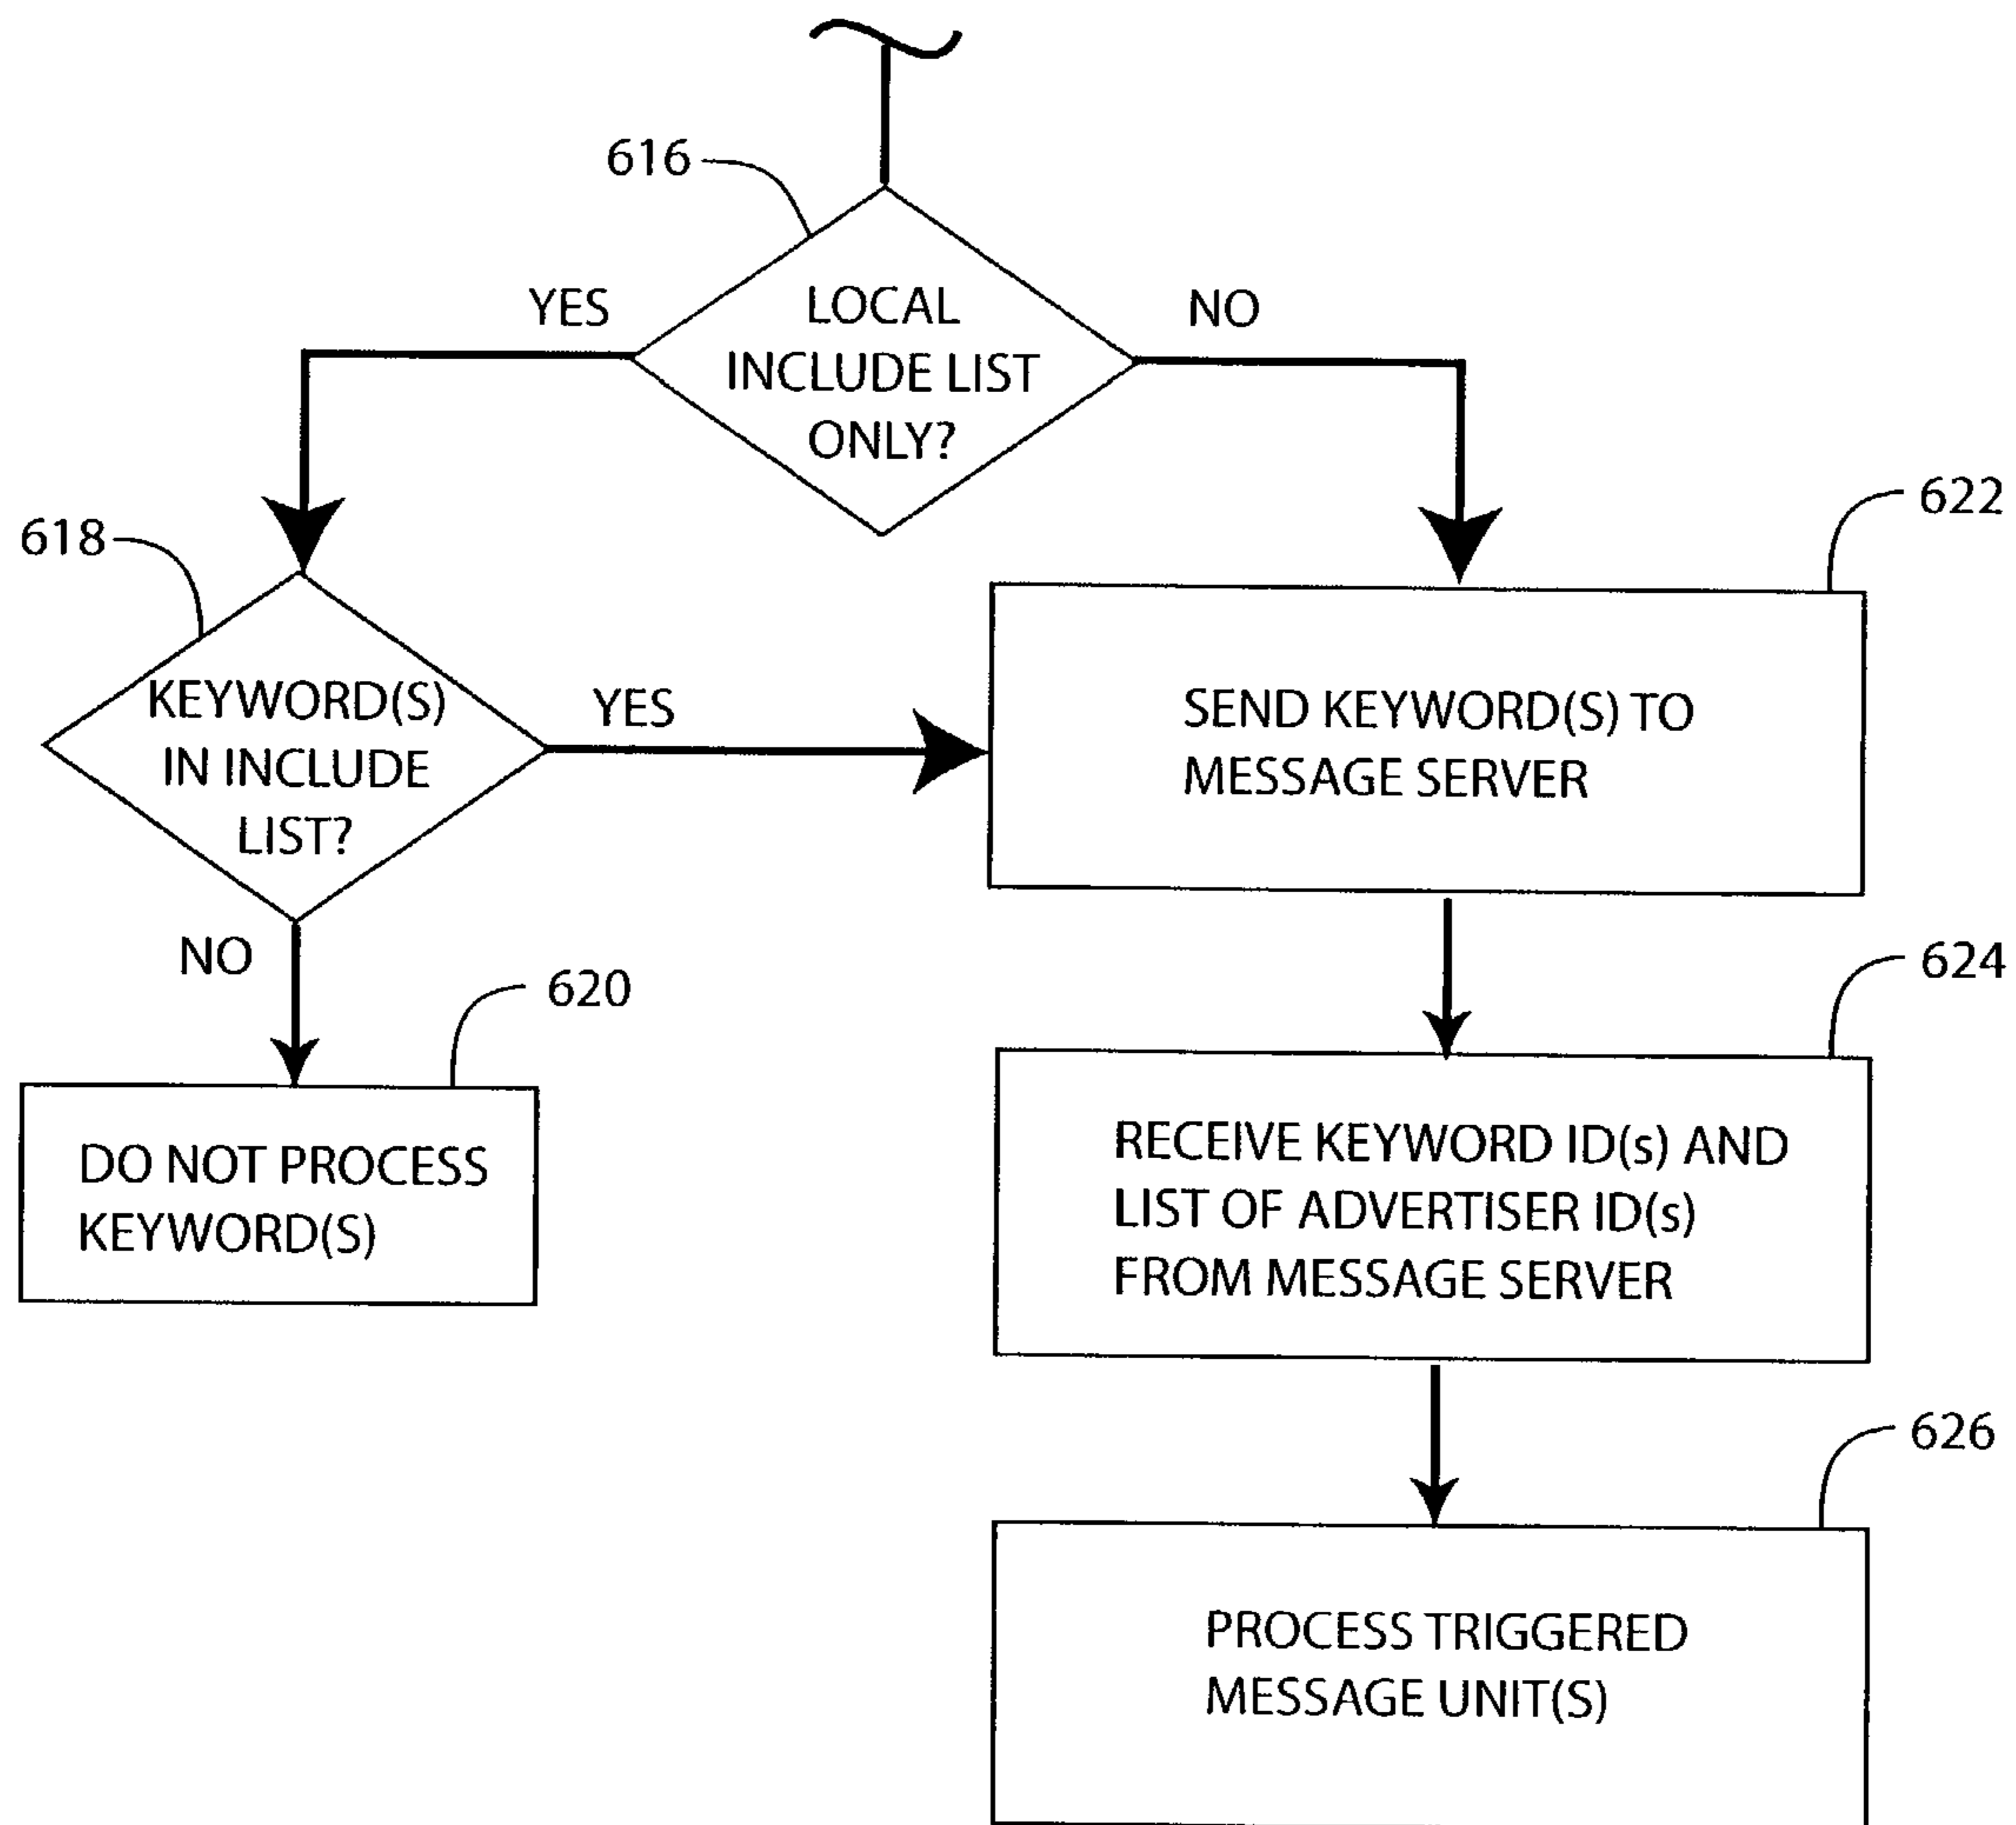 616
YES
NO
LOCAL
INCLUDE LIST
ONLY?
622
618
KEYWORD(S)
IN INCLUDE
LIST?
YES
SEND KEYWORD(S) TO
MESSAGE SERVER
NO
620
624
DO NOT PROCESS
KEYWORD(S)
RECEIVE KEYWORD ID(s) AND
LIST OF ADVERTISER ID(s)
FROM MESSAGE SERVER
626
PROCESS TRIGGERED
MESSAGE UNIT(S)